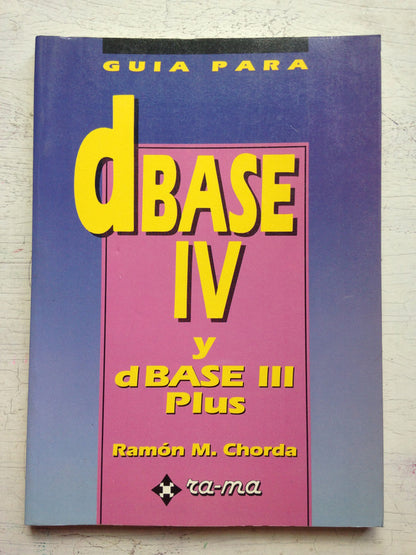 GUIA PARA
dBASE
IV
y
dBASE III
Plus
Ramón M. Chorda
ra-ma